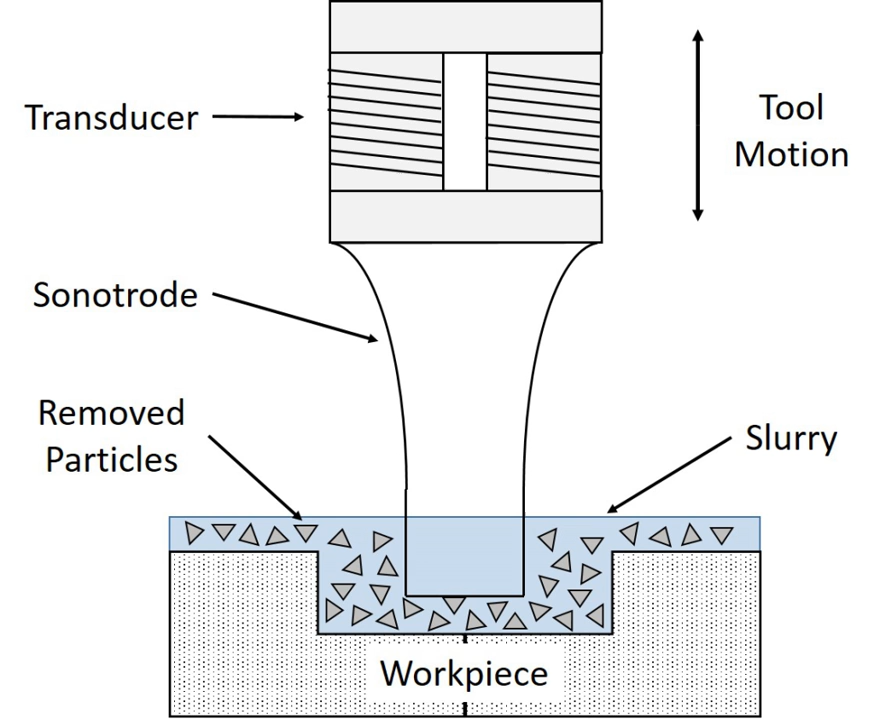 Transducer
Tool
Motion
Sonotrode
Removed
Particles
Slurry
Workpiece